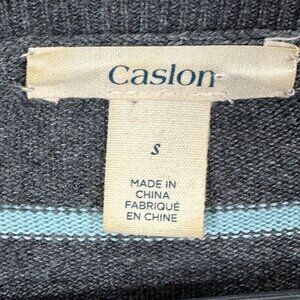 Caslon
S
MADE IN
CHINA
FABRIQUÉ
EN CHINE